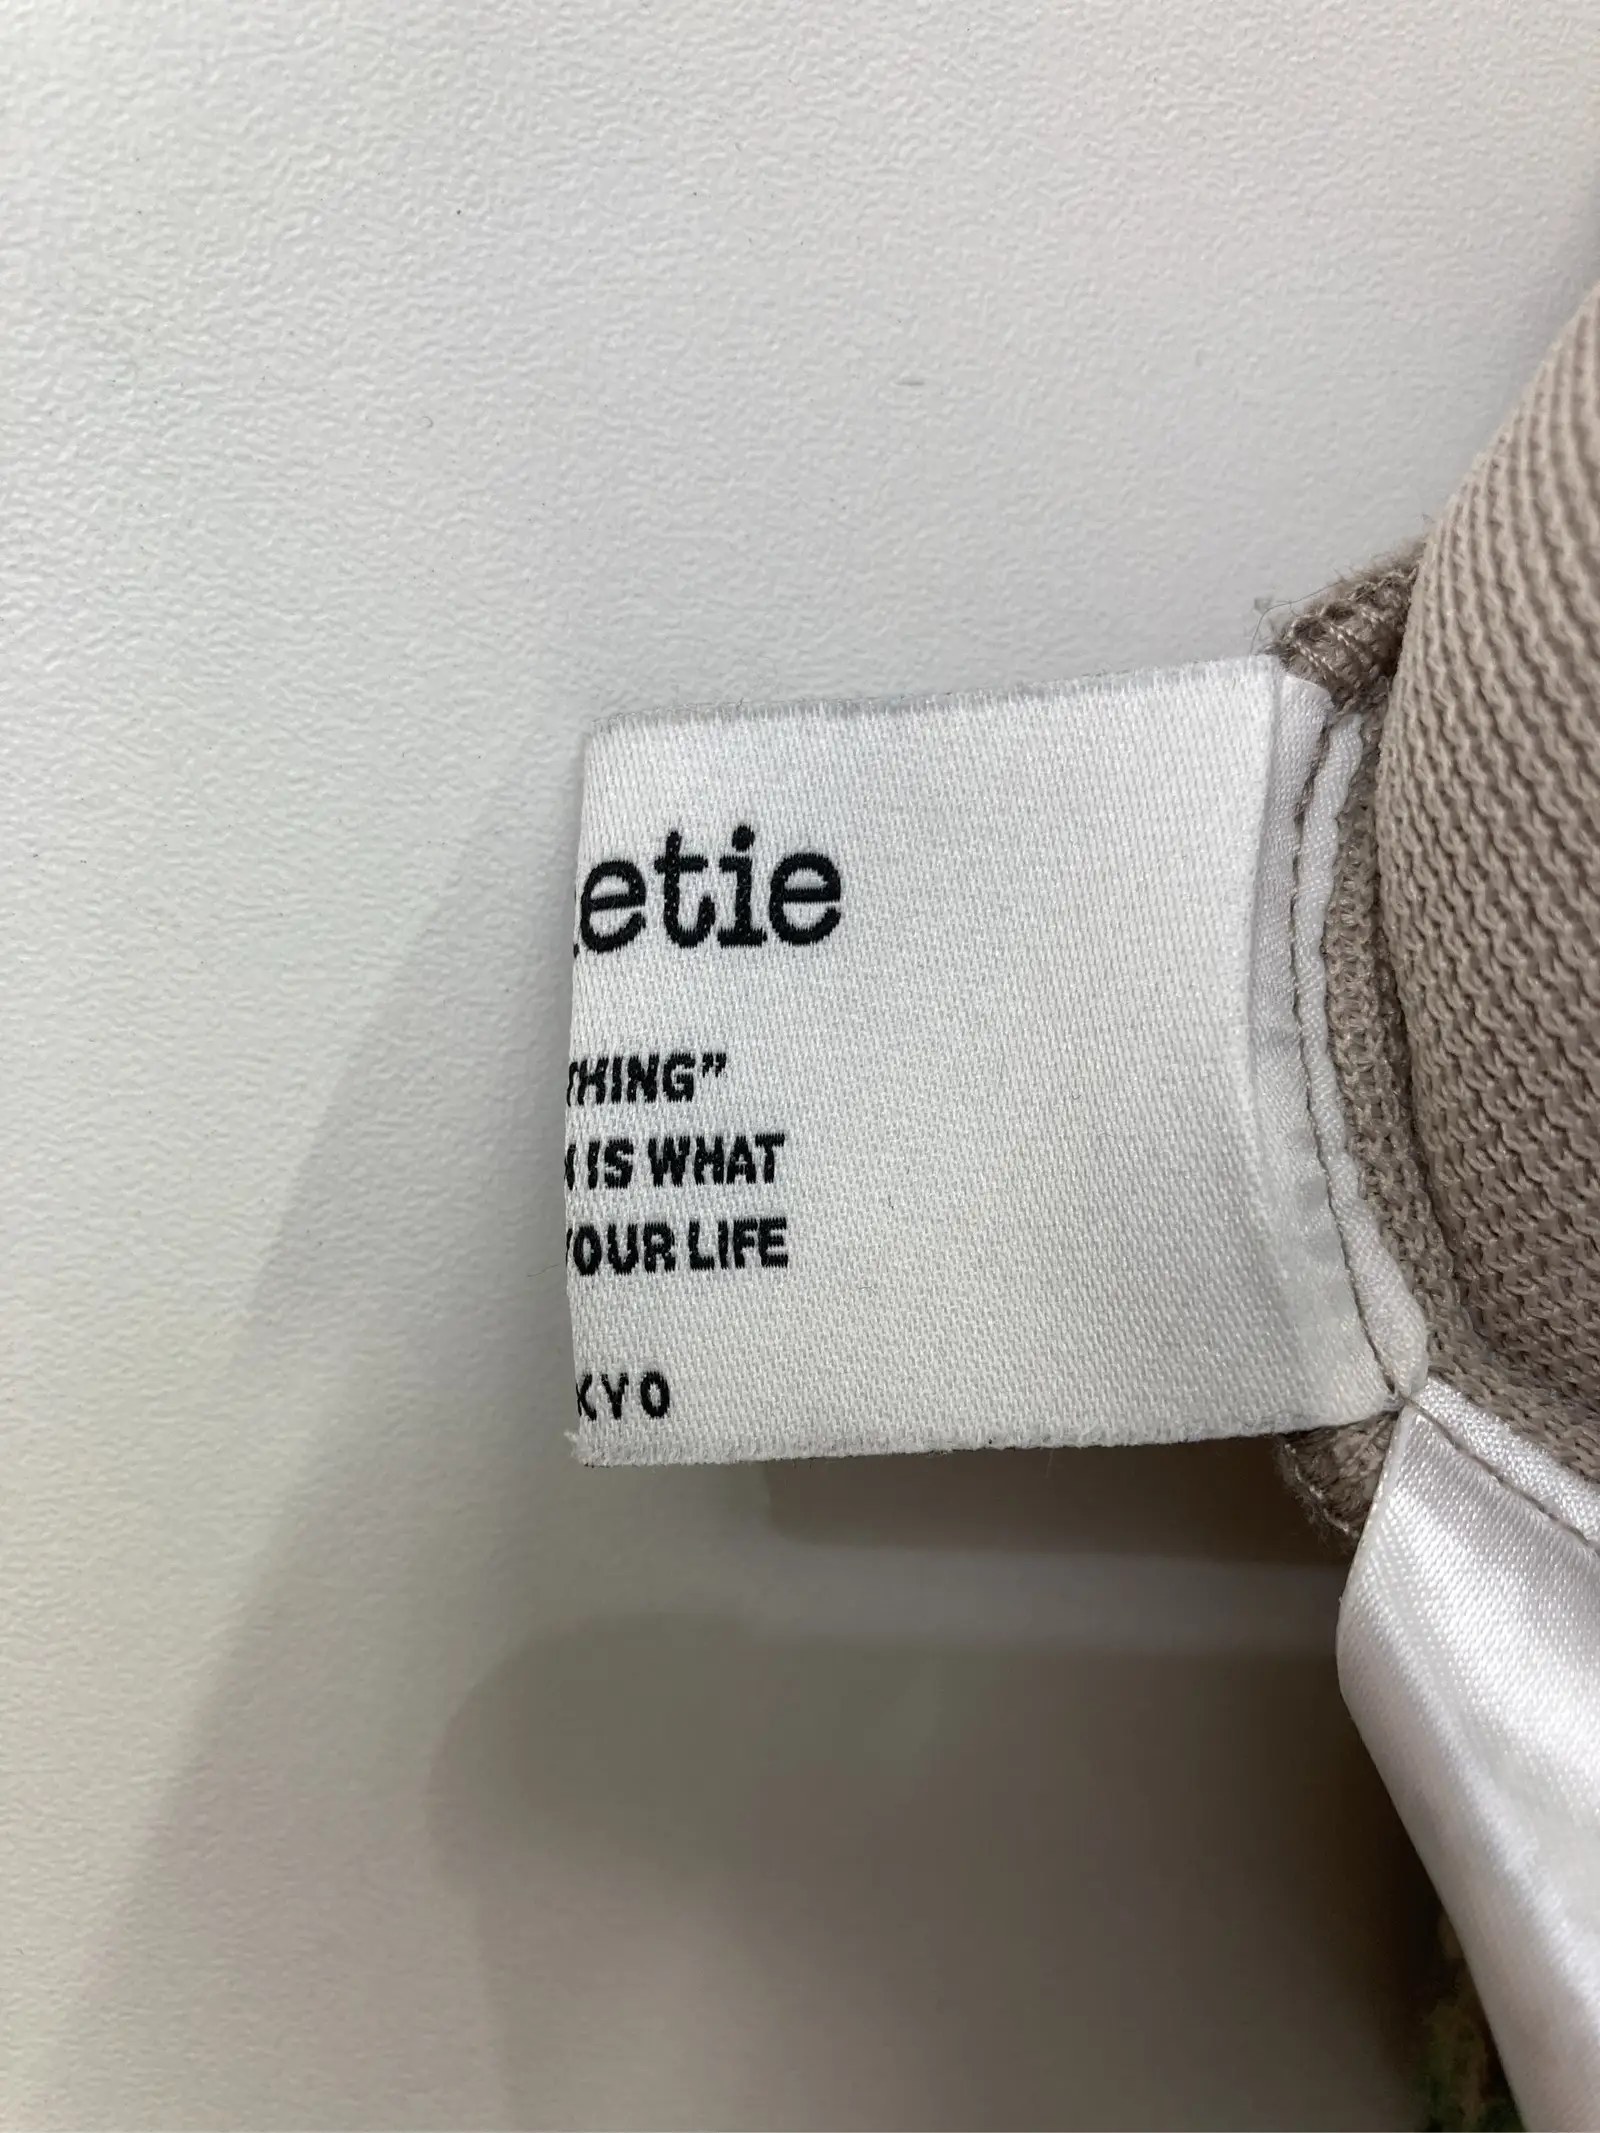 etie
THING”
IS WHAT
YOUR LIFE
KYO